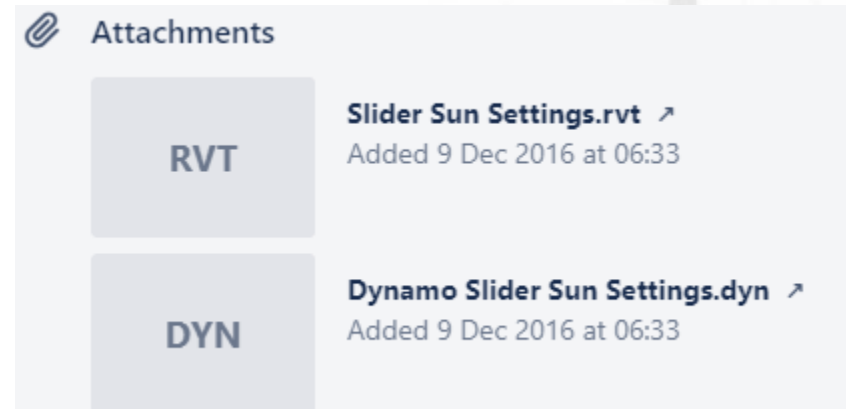 Attachments
RVT
Slider Sun Settings.rvt ↗
Added 9 Dec 2016 at 06:33
DYN
Dynamo Slider Sun Settings.dyn ↗
Added 9 Dec 2016 at 06:33